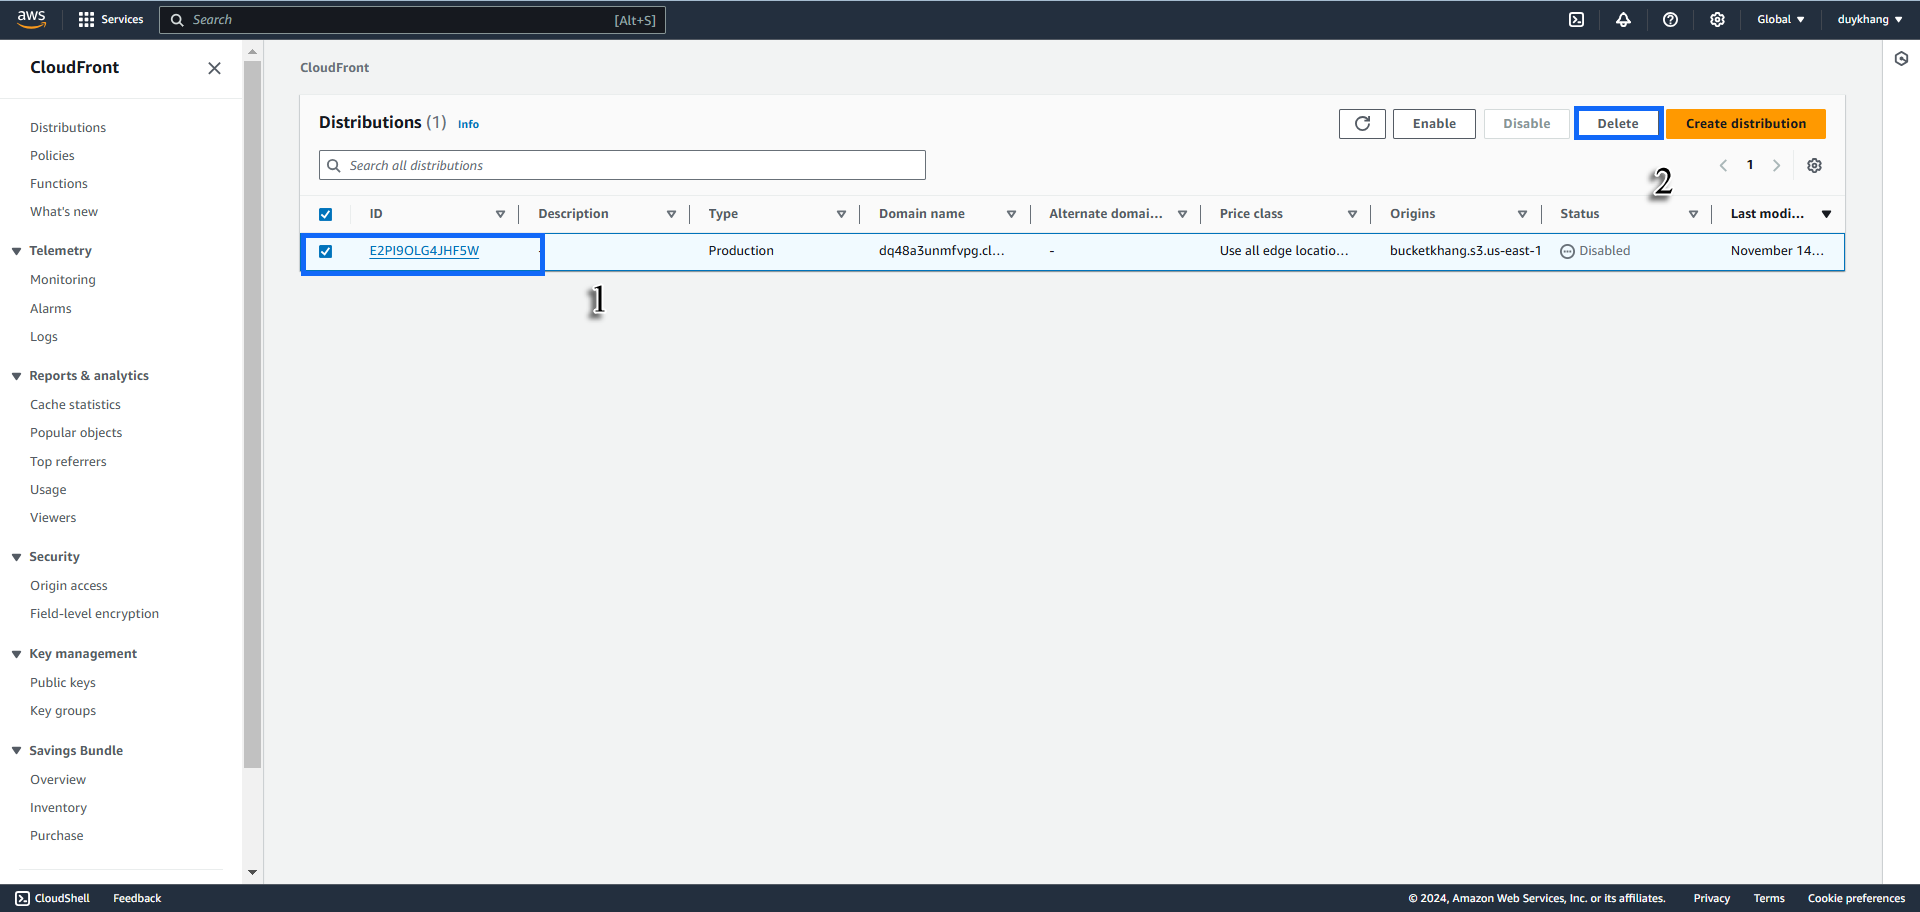 aws
Services
Search
[Alt+S]
Global
duykhang
CloudFront
Distributions
Policies
Functions
What's new
Telemetry
Monitoring
Alarms
Logs
Reports & analytics
Cache statistics
Popular objects
Top referrers
Usage
Viewers
Security
Origin access
Field-level encryption
Key management
Public keys
Key groups
Savings Bundle
Overview
Inventory
Purchase
CloudFront
Distributions (1) Info
Enable
Disable
Delete
Create distribution
Search all distributions
1
2
ID Description Type Domain name Alternate domai... Price class Origins Status Last modi...
E2PI9OLG4JHF5W - Production dq48a3unmfvpg.cl... - Use all edge locatio... bucketkhang.s3.us-east-1 Disabled November 14...
1
CloudShell
Feedback
© 2024, Amazon Web Services, Inc. or its affiliates.
Privacy
Terms
Cookie preferences